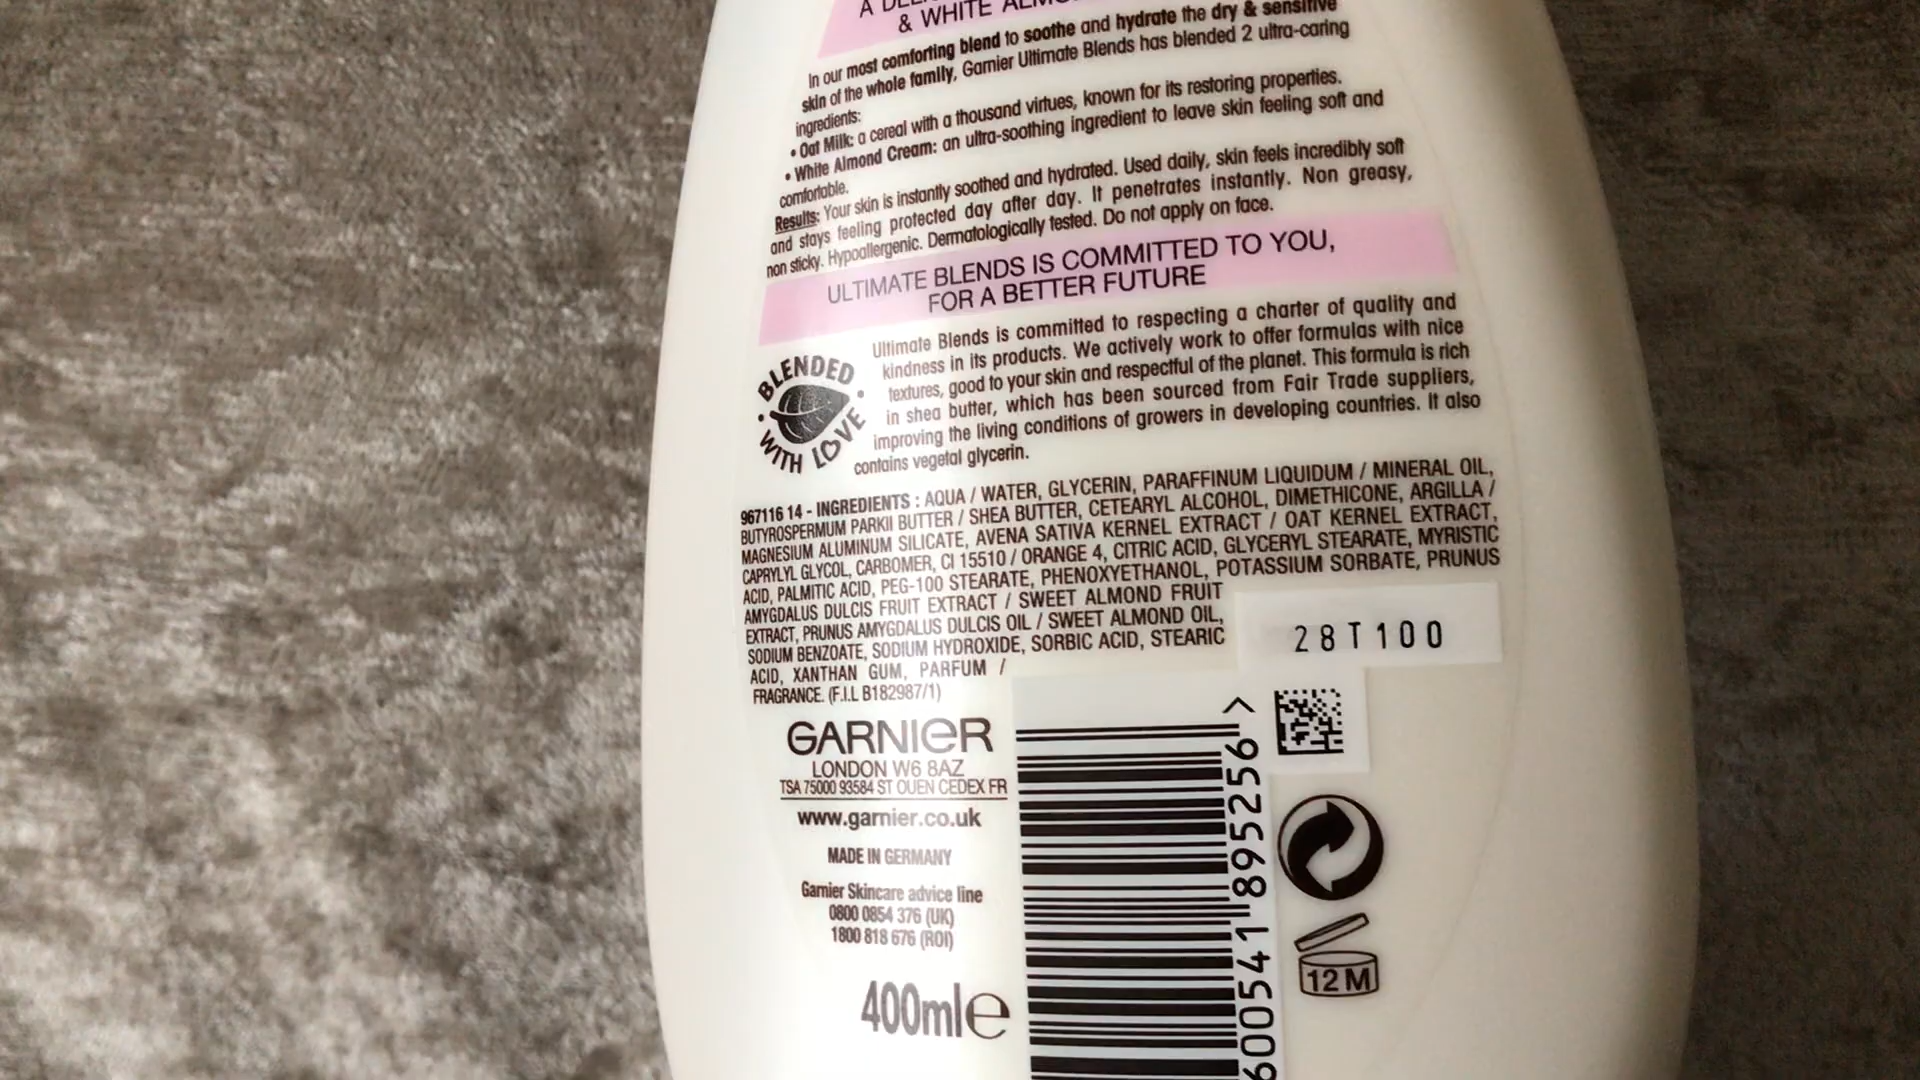 & WHITE
In our most comforting blend to soothe and hydrate the dry & sensitive
skin of the whole family, Garnier Ultimate Blends has blended 2 ultra-caring
ingredients:
• Oat Milk: a cereal with a thousand virtues, known for its restoring properties.
• White Almond Cream: an ultra-soothing ingredient to leave skin feeling soft and
comfortable.
Results: Your skin is instantly soothed and hydrated. Used daily, skin feels incredibly soft
and stays feeling protected day after day. It penetrates instantly. Non greasy,
non sticky. Hypoallergenic. Dermatologically tested. Do not apply on face.
ULTIMATE BLENDS IS COMMITTED TO YOU,
FOR A BETTER FUTURE
BLENDED WITH LOVE
Ultimate Blends is committed to respecting a charter of quality and
kindness in its products. We actively work to offer formulas with nice
textures, good to your skin and respectful of the planet. This formula is rich
in shea butter, which has been sourced from Fair Trade suppliers,
improving the living conditions of growers in developing countries. It also
contains vegetal glycerin.
967116 14 - INGREDIENTS : AQUA / WATER, GLYCERIN, PARAFFINUM LIQUIDUM / MINERAL OIL,
BUTYROSPERMUM PARKII BUTTER / SHEA BUTTER, CETEARYL ALCOHOL, DIMETHICONE, ARGILLA /
MAGNESIUM ALUMINUM SILICATE, AVENA SATIVA KERNEL EXTRACT / OAT KERNEL EXTRACT,
CAPRYLYL GLYCOL, CARBOMER, CI 15510 / ORANGE 4, CITRIC ACID, GLYCERYL STEARATE, MYRISTIC
ACID, PALMITIC ACID, PEG-100 STEARATE, PHENOXYETHANOL, POTASSIUM SORBATE, PRUNUS
AMYGDALUS DULCIS FRUIT EXTRACT / SWEET ALMOND FRUIT
EXTRACT, PRUNUS AMYGDALUS DULCIS OIL / SWEET ALMOND OIL,
SODIUM BENZOATE, SODIUM HYDROXIDE, SORBIC ACID, STEARIC
ACID, XANTHAN GUM, PARFUM /
FRAGRANCE. (F.I.L B182987/1)
28T100
GARNIER
LONDON W6 8AZ
TSA 75000 93584 ST OUEN CEDEX FR
www.garnier.co.uk
MADE IN GERMANY
Garnier Skincare advice line
0800 0854 376 (UK)
1800 818 676 (ROI)
400ml e
600541 895256 >
12M